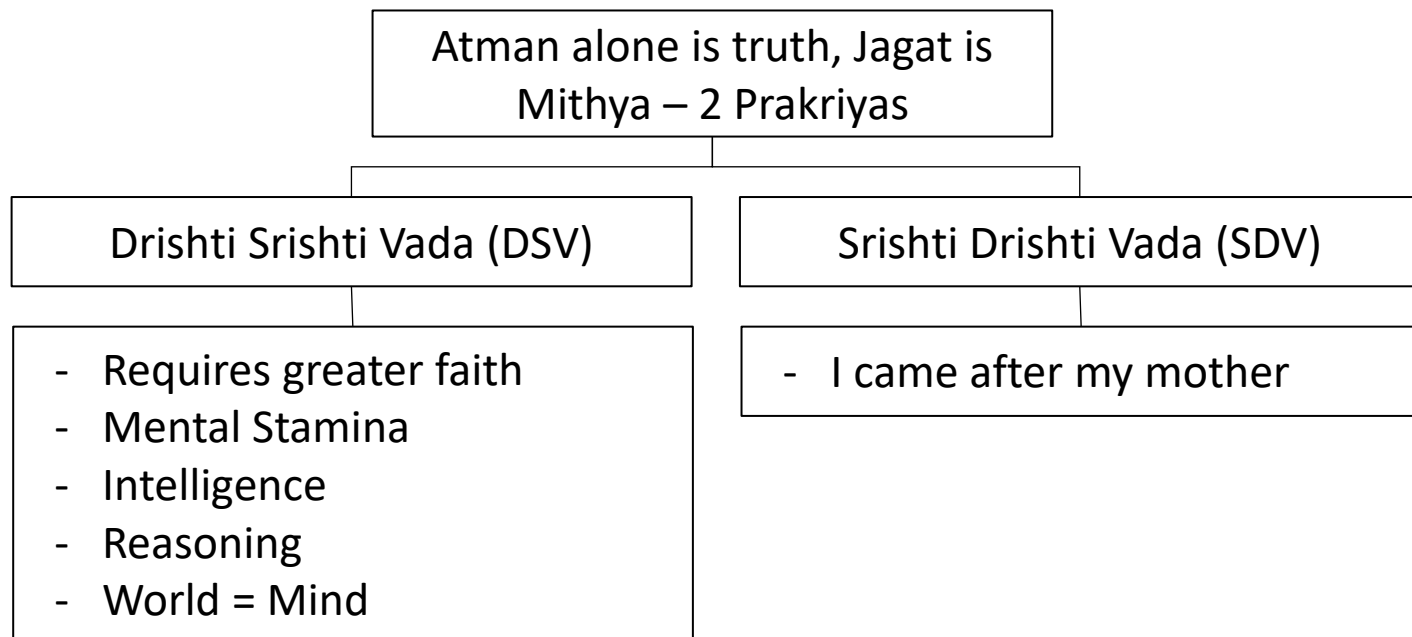 Atman alone is truth, Jagat is
Mithya – 2 Prakriyas
Drishti Srishti Vada (DSV)
Srishti Drishti Vada (SDV)
- Requires greater faith
- Mental Stamina
- Intelligence
- Reasoning
- World = Mind
- I came after my mother